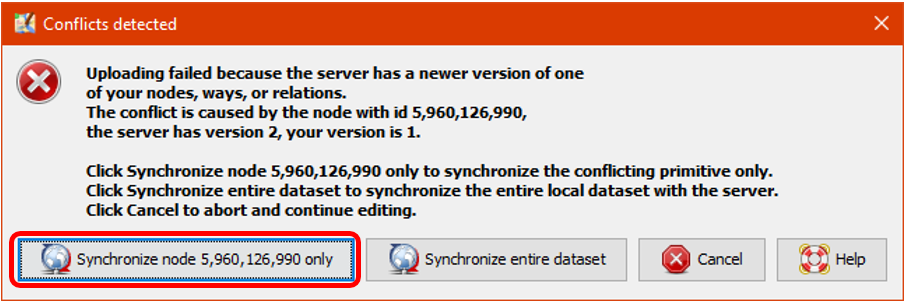 Conflicts detected
Uploading failed because the server has a newer version of one
of your nodes, ways, or relations.
The conflict is caused by the node with id 5,960,126,990,
the server has version 2, your version is 1.
Click Synchronize node 5,960,126,990 only to synchronize the conflicting primitive only.
Click Synchronize entire dataset to synchronize the entire local dataset with the server.
Click Cancel to abort and continue editing.
Synchronize node 5,960,126,990 only
Synchronize entire dataset
Cancel
Help